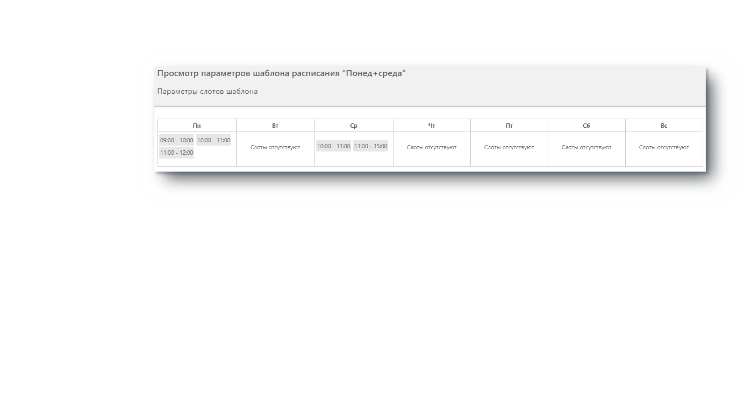 Просмотр параметров шаблона расписания "Понед+среда"
Параметры слотов шаблона
Пн Вт Ср Чт Пт Сб Вс
09:00 - 10:00 10:00 - 11:00
11:00 - 12:00
Слоты отсутствуют
10:00 - 11:00 11:00 - 15:00
Слоты отсутствуют
Слоты отсутствуют
Слоты отсутствуют
Слоты отсутствуют